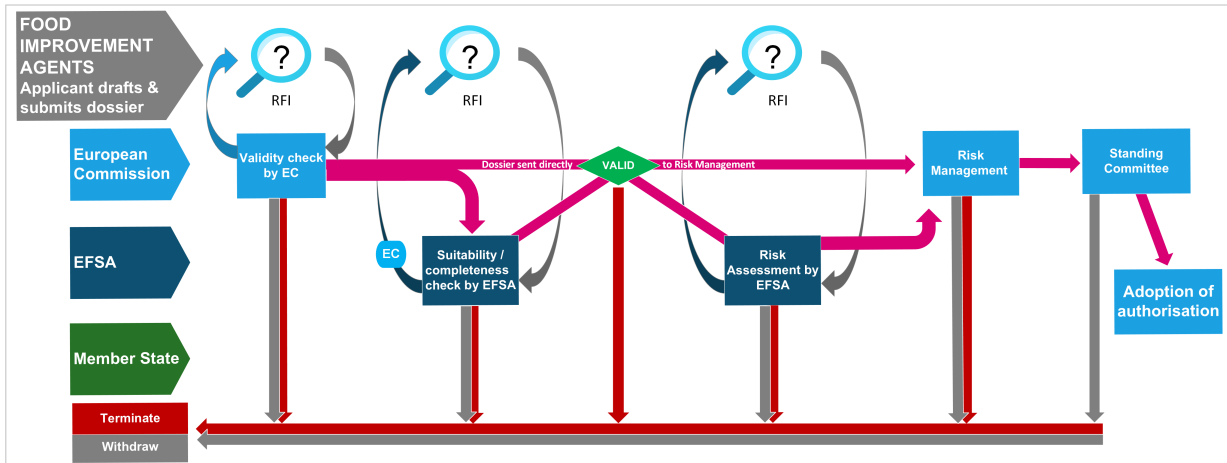 FOOD
IMPROVEMENT
AGENTS
Applicant drafts &
submits dossier
?
RFI
?
RFI
?
RFI
European
Commission
Validity check
by EC
Dossier sent directly
VALID
to Risk Management
Risk
Management
Standing
Committee
EFSA
EC
Suitability /
completeness
check by EFSA
Risk
Assessment by
EFSA
Adoption of
authorisation
Member State
Terminate
Withdraw